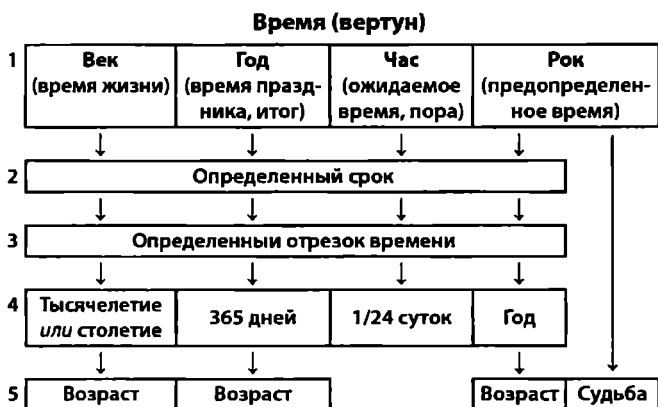 Время (вертун)
1 Век Год Час Рок
(время жизни) (время празд- (ожидаемое (предопределен-
ника, итог) время, пора) ное время)
2 Определенный срок
3 Определенныи отрезок времени
4 Тысячелетие
или столетие 365 дней 1/24 суток Год
5 Возраст Возраст Возраст Судьба